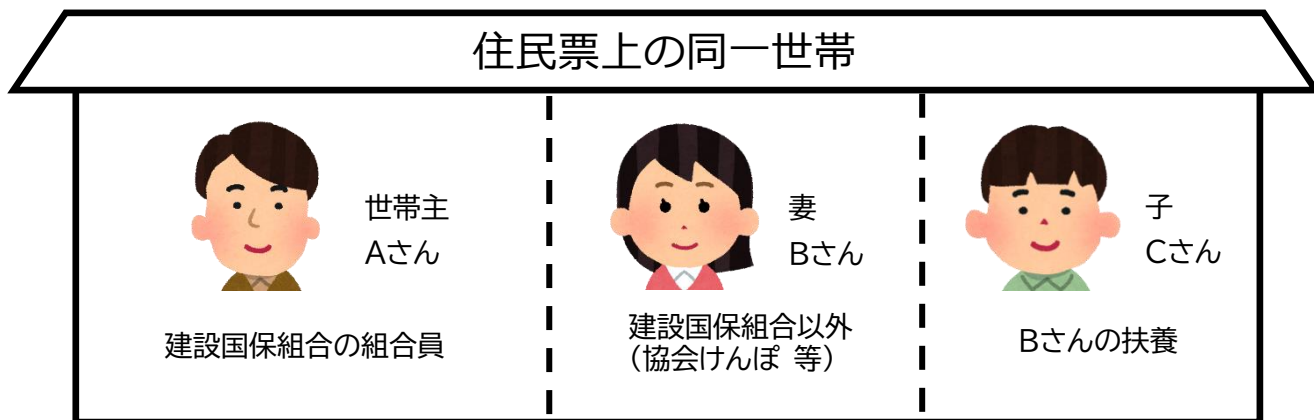 住民票上の同一世帯
世帯主
Aさん
建設国保組合の組合員
妻
Bさん
建設国保組合以外
（協会けんぽ 等）
子
Cさん
Bさんの扶養